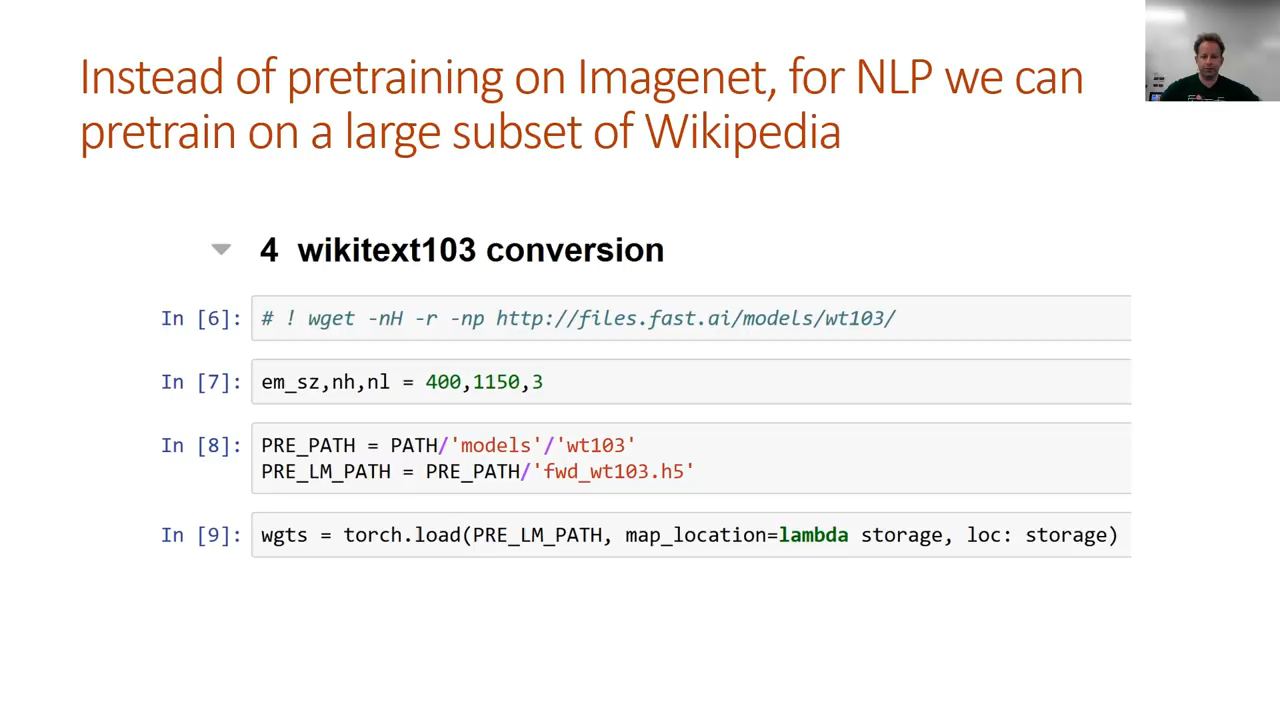 Instead of pretraining on Imagenet, for NLP we can
pretrain on a large subset of Wikipedia
4 wikitext103 conversion
In [6]: # ! wget -nH -r -np http://files.fast.ai/models/wt103/
In [7]: em_sz,nh,nl = 400,1150,3
In [8]: PRE_PATH = PATH/'models'/'wt103'
PRE_LM_PATH = PRE_PATH/'fwd_wt103.h5'
In [9]: wgts = torch.load(PRE_LM_PATH, map_location=lambda storage, loc: storage)